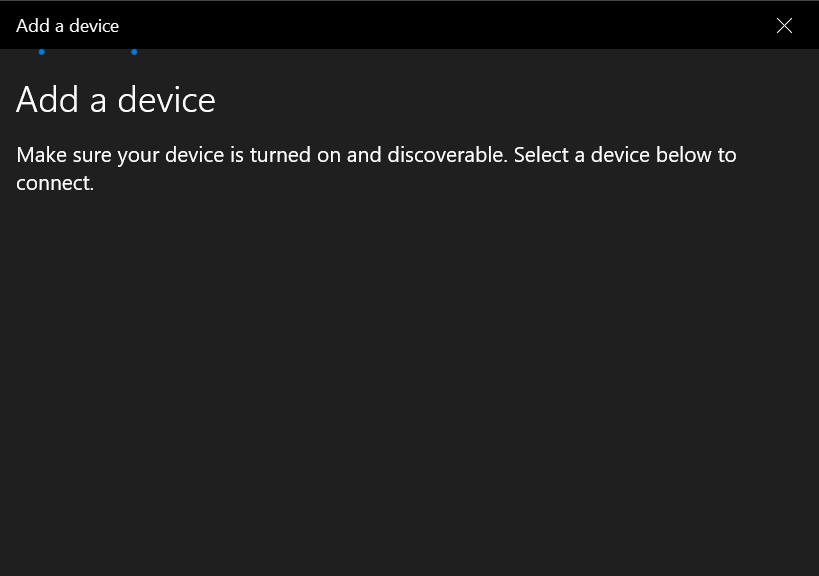 Add a device
Add a device
Make sure your device is turned on and discoverable. Select a device below to
connect.